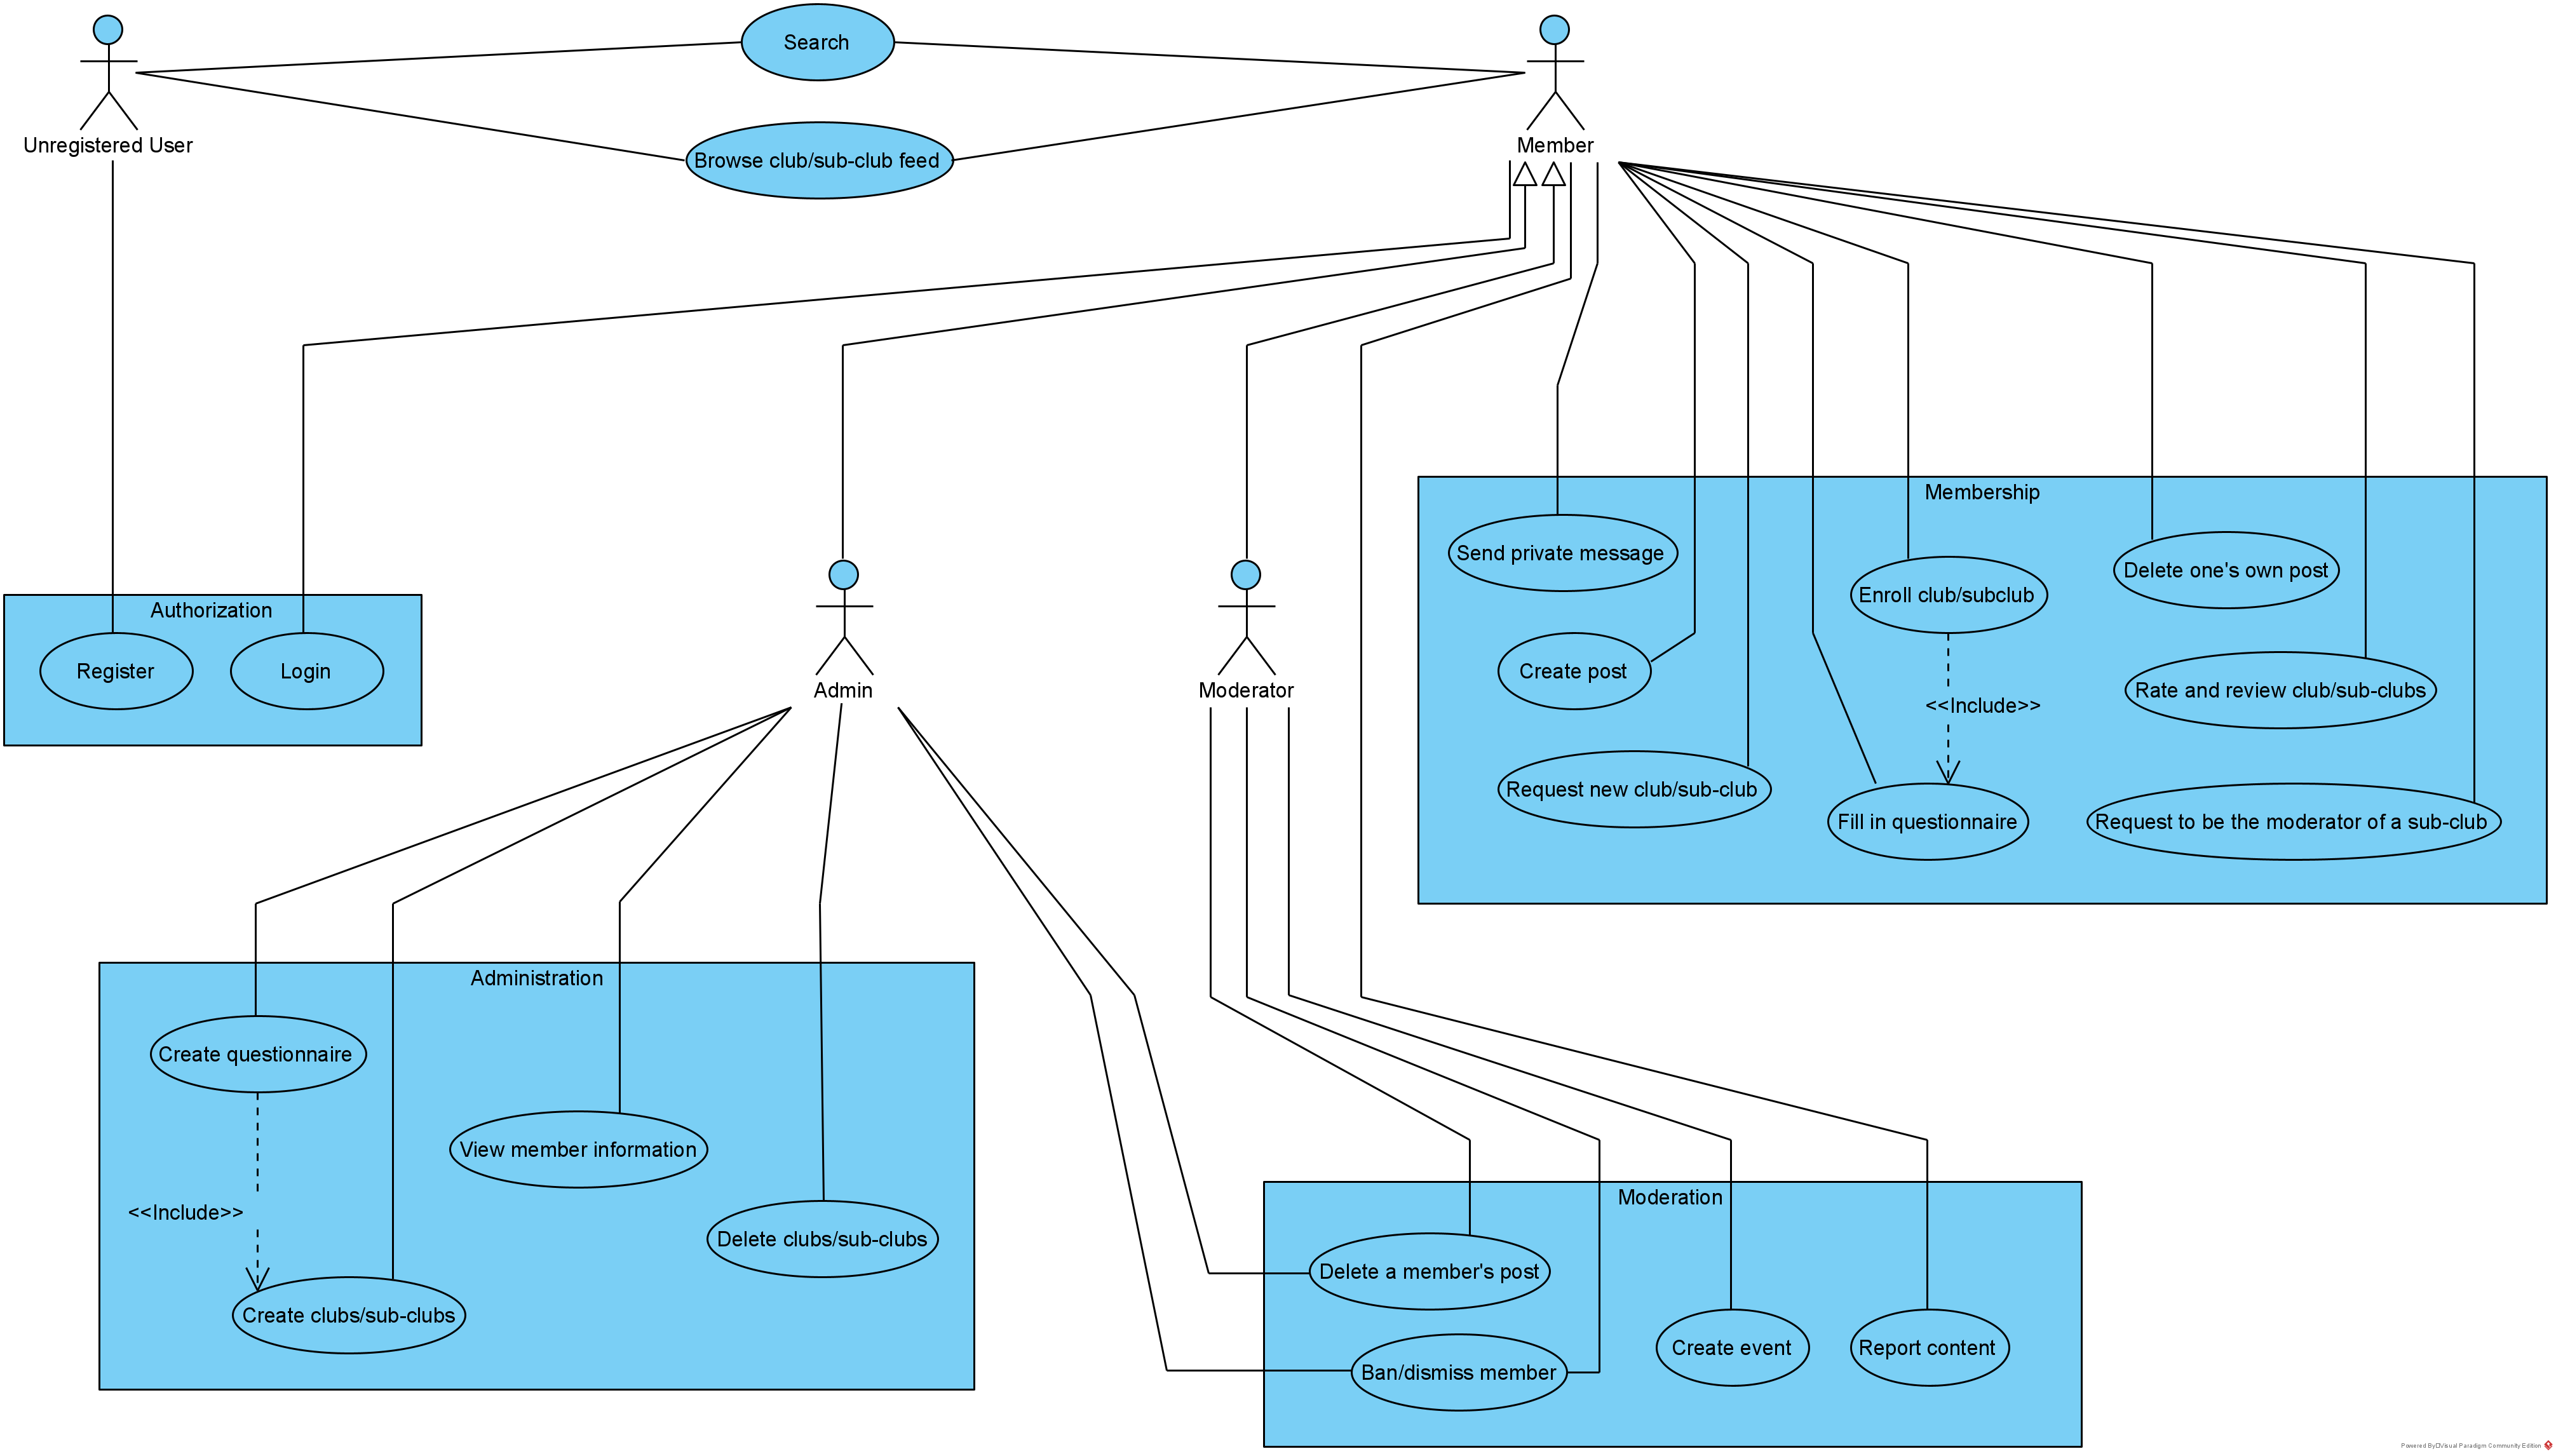 Search
Unregistered User
Member
Browse club/sub-club feed
Membership
Send private message
Delete one's own post
Enroll club/subclub
Authorization
Register
Login
Create post
Admin
Moderator
Rate and review club/sub-clubs
<<Include>>
Request new club/sub-club
Fill in questionnaire
Request to be the moderator of a sub-club
Administration
Create questionnaire
View member information
Moderation
<<Include>>
Delete clubs/sub-clubs
Delete a member's post
Create clubs/sub-clubs
Create event
Report content
Ban/dismiss member
Powered By Visual Paradigm Community Edition